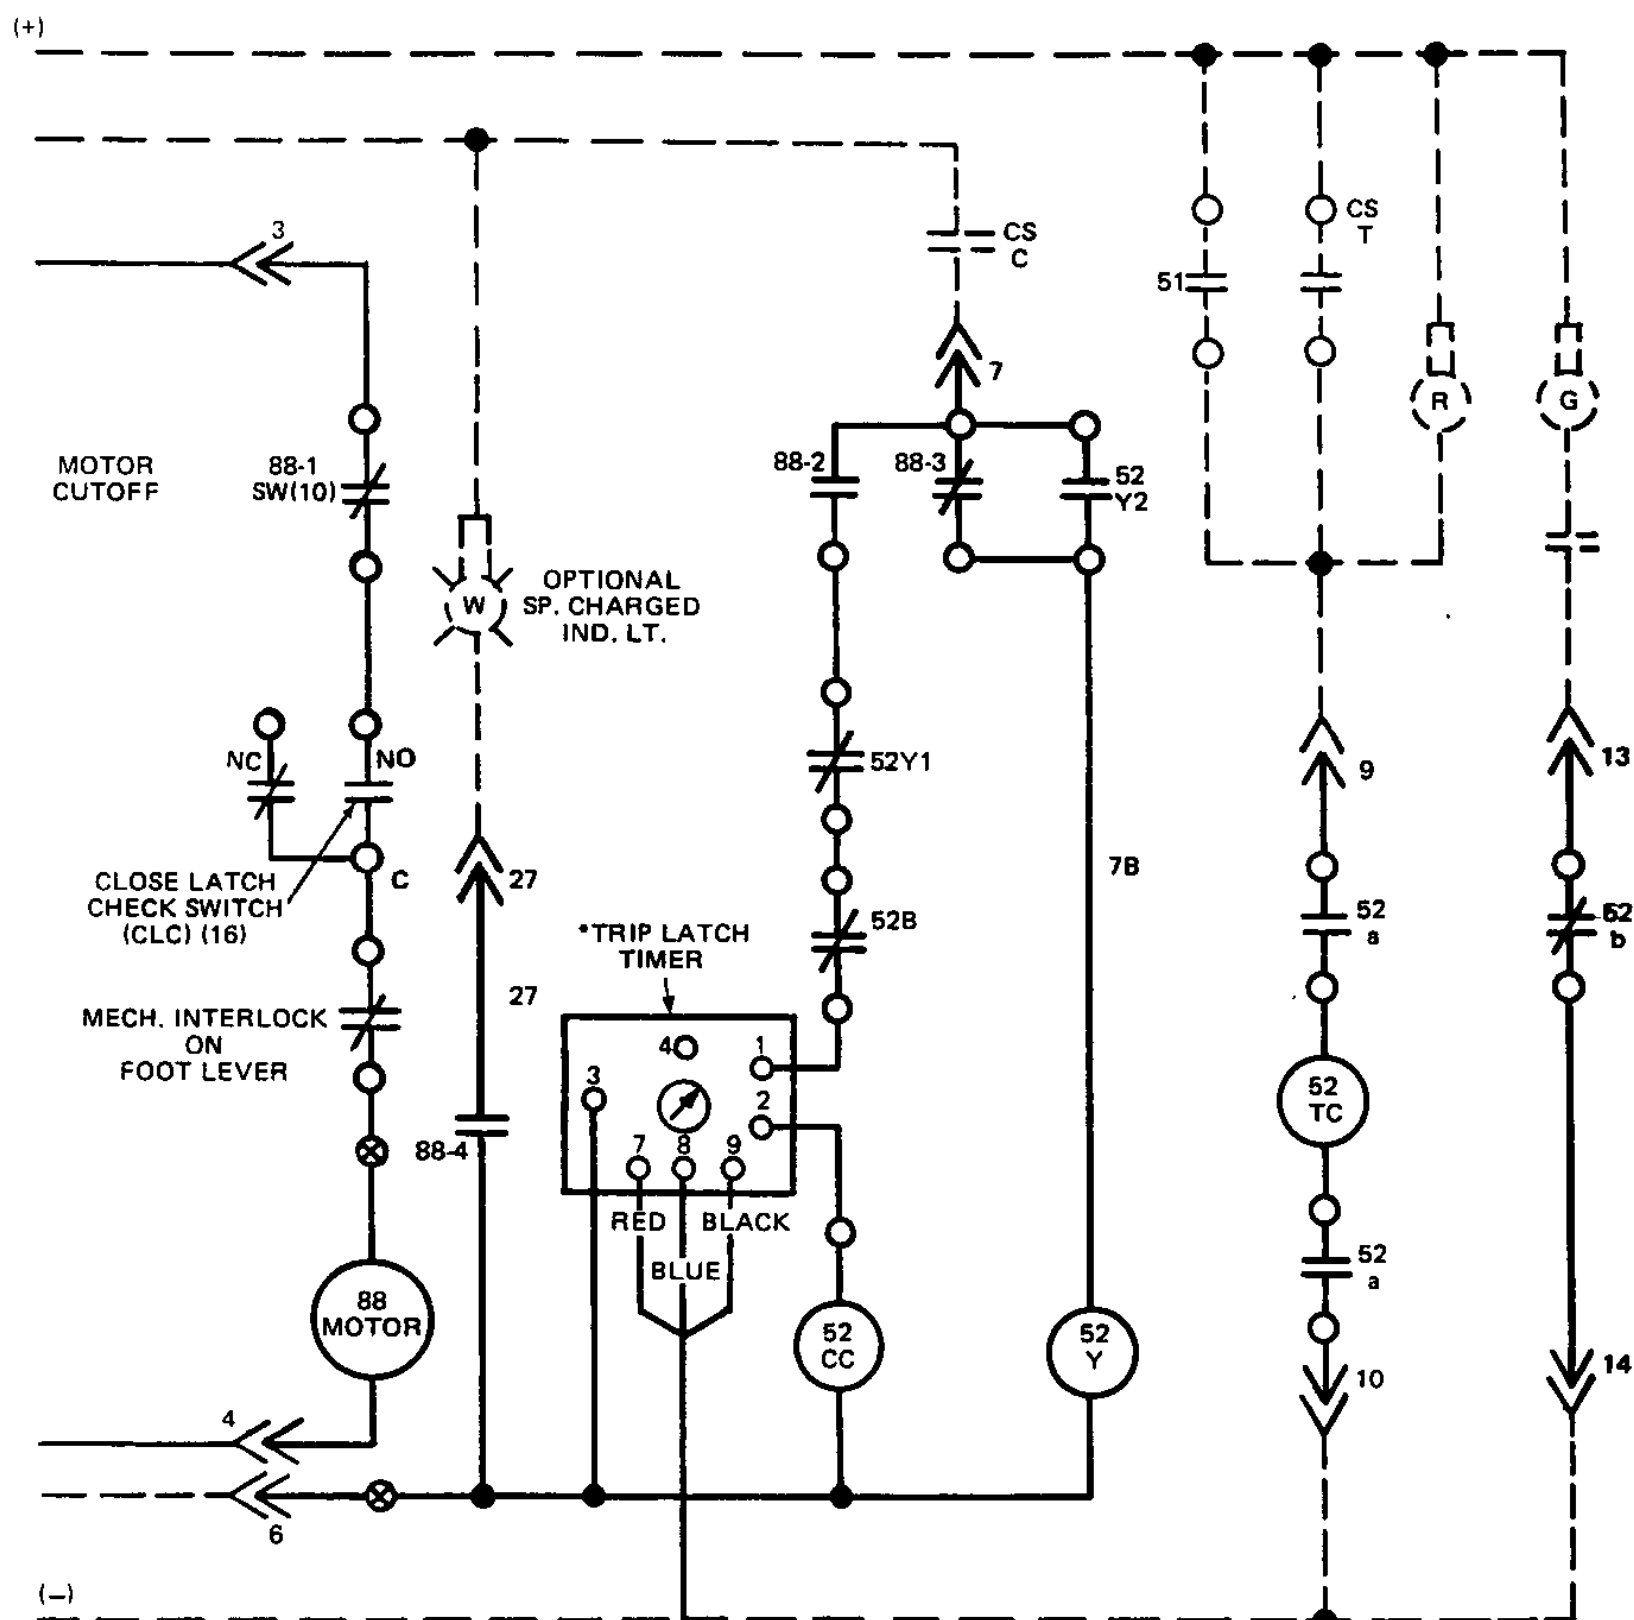 (+)
3
CS
C
CS
T
51
7
R
G
MOTOR
CUTOFF
88-1
SW(10)
88-2
88-3
52
Y2
W
OPTIONAL
SP. CHARGED
IND. LT.
NC
NO
52Y1
9
13
C
27
7B
CLOSE LATCH
CHECK SWITCH
(CLC) (16)
52B
52
a
52
b
*TRIP LATCH
TIMER
27
MECH. INTERLOCK
ON
FOOT LEVER
4
1
3
2
52
TC
7
8
9
88-4
RED
BLACK
BLUE
52
a
88
MOTOR
52
CC
52
Y
14
10
4
6
(−)